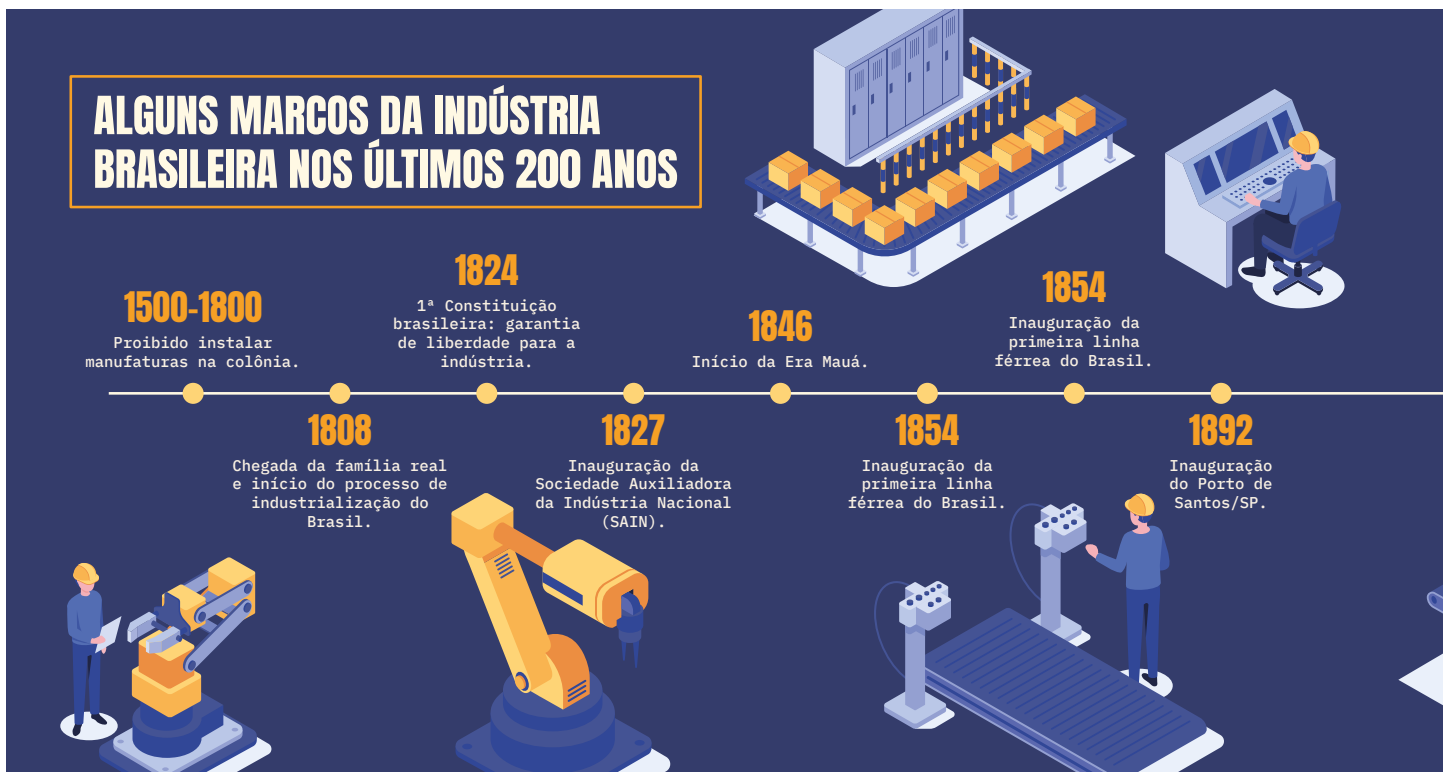 ALGUNS MARCOS DA INDÚSTRIA
BRASILEIRA NOS ÚLTIMOS 200 ANOS
1500-1800
Proibido instalar
manufaturas na colônia.
1808
Chegada da família real
e início do processo de
industrialização do
Brasil.
1824
1ª Constituição
brasileira: garantia
de liberdade para a
indústria.
1827
Inauguração da
Sociedade Auxiliadora
da Indústria Nacional
(SAIN).
1846
Início da Era Mauá.
1854
Inauguração da
primeira linha
férrea do Brasil.
1854
Inauguração da
primeira linha
férrea do Brasil.
1892
Inauguração
do Porto de
Santos/SP.